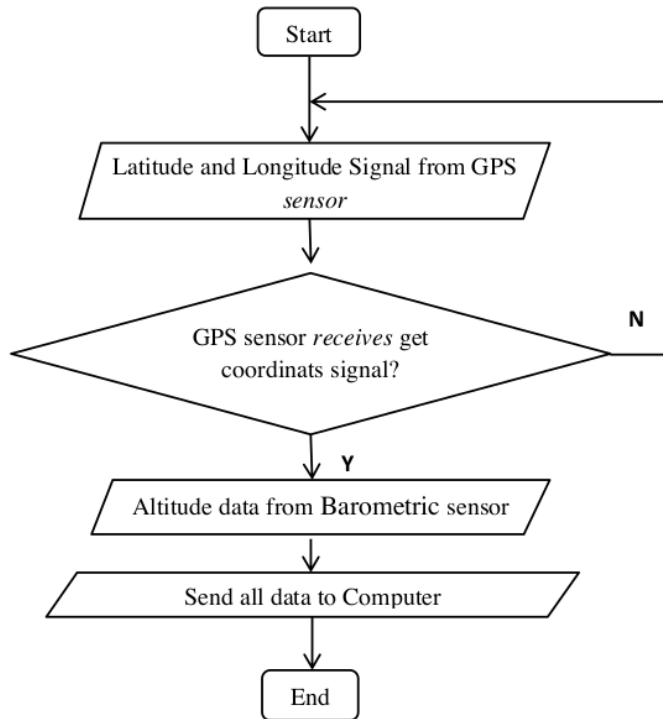 Start
Latitude and Longitude Signal from GPS
sensor
GPS sensor receives get
coordinats signal?
N
Y
Altitude data from Barometric sensor
Send all data to Computer
End